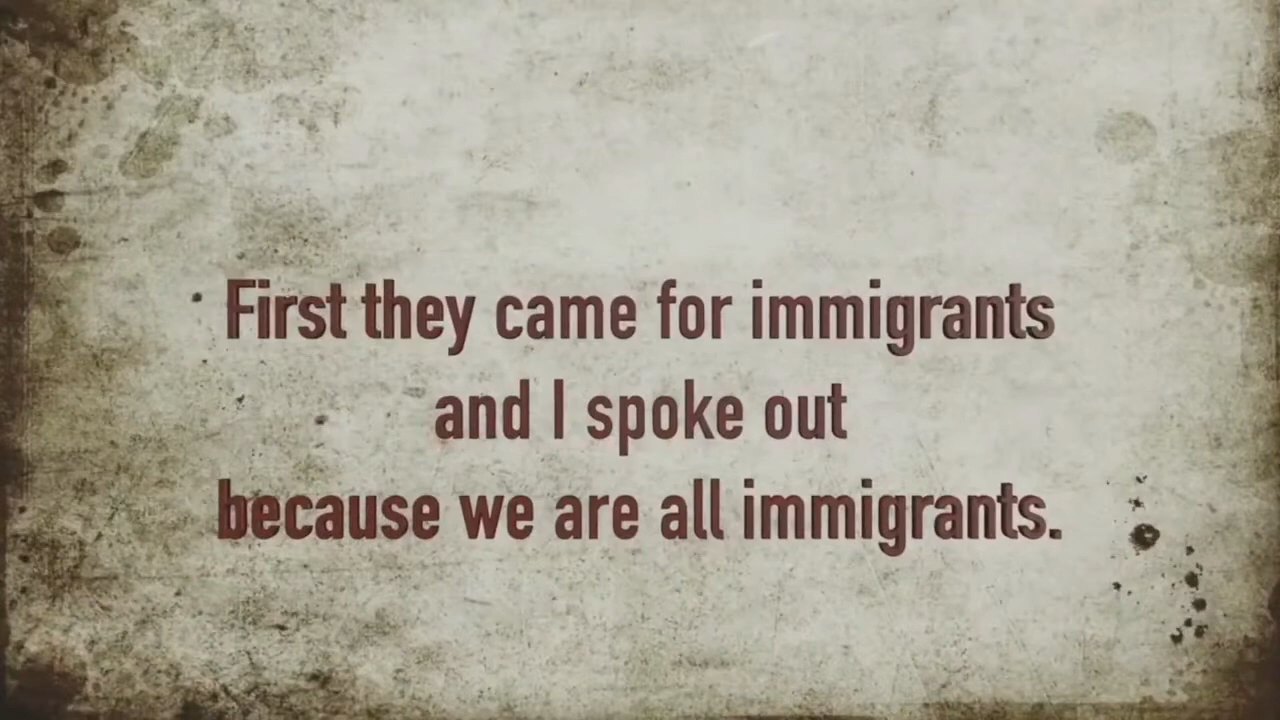 First they came for immigrants
and I spoke out
because we are all immigrants.